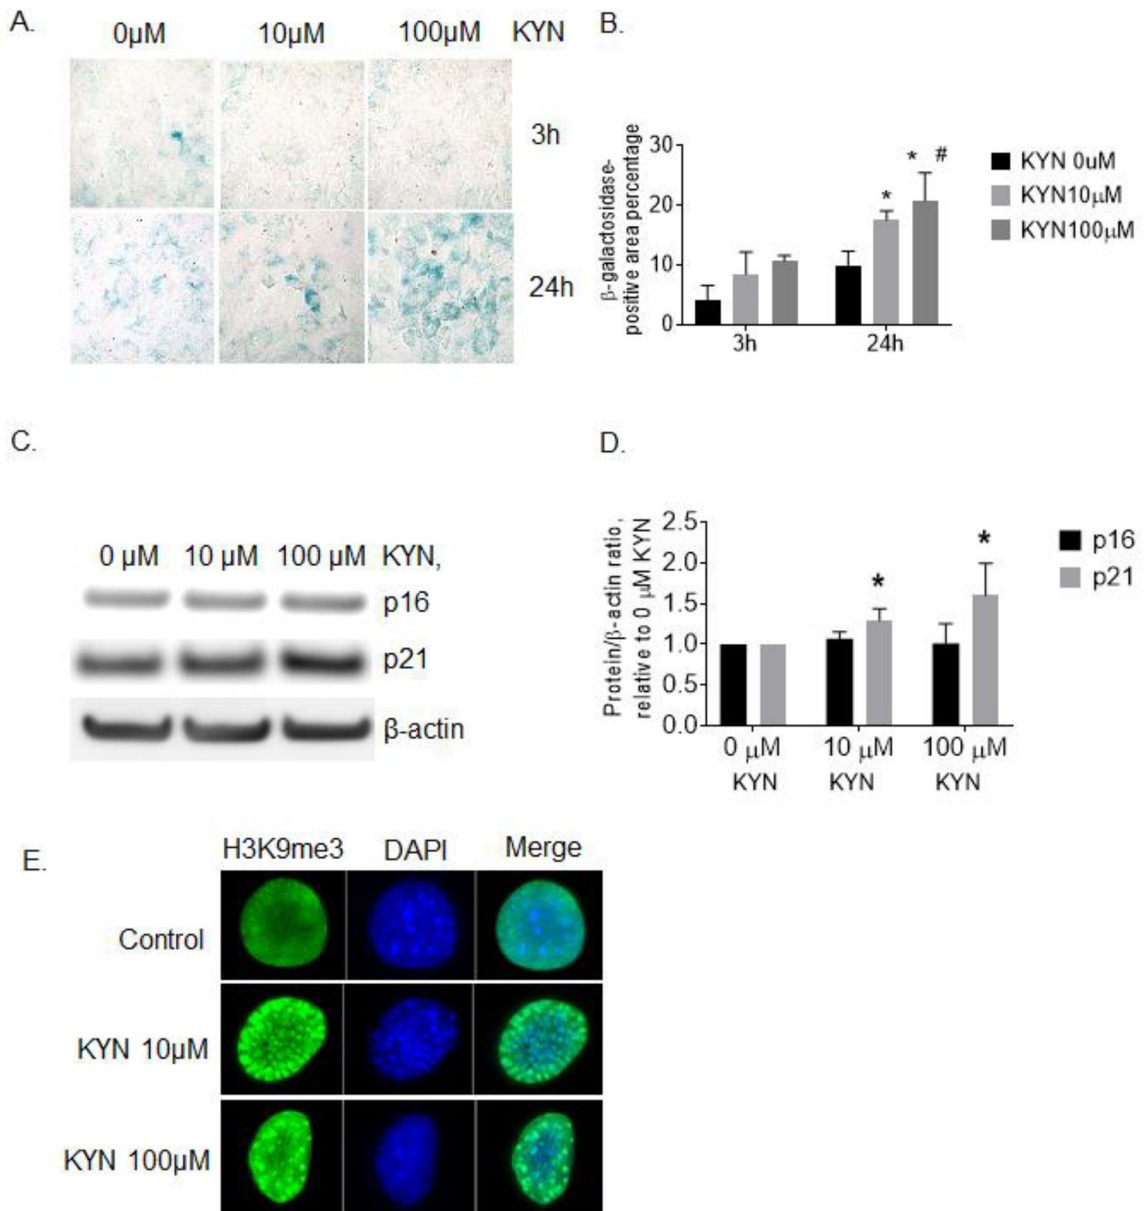 A.
0µM 10µM 100µM KYN
3h
24h
B.
β-galactosidase-
positive area percentage
30
20
10
0
* * #
3h 24h
KYN 0uM
KYN10µM
KYN100µM
C.
0 µM 10 µM 100 µM KYN,
p16
p21
β-actin
D.
Protein/β-actin ratio,
relative to 0 µM KYN
2.5
2.0
1.5
1.0
0.5
0.0
* *
0 µM 10 µM 100 µM
KYN KYN KYN
p16
p21
E.
H3K9me3 DAPI Merge
Control
KYN 10µM
KYN 100µM